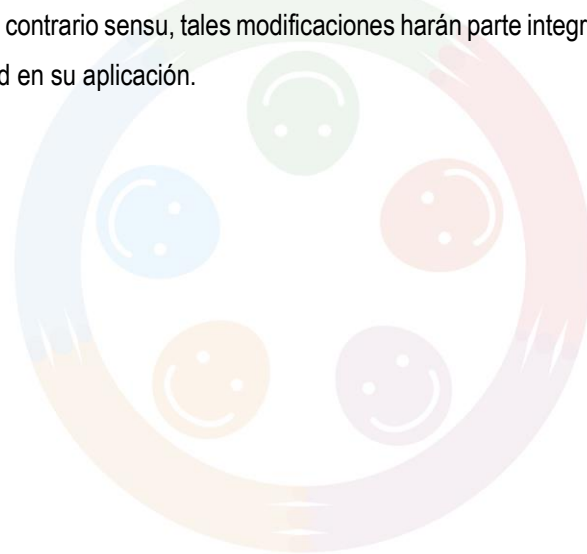 contrario sensu, tales modificaciones harán parte integr
d en su aplicación.